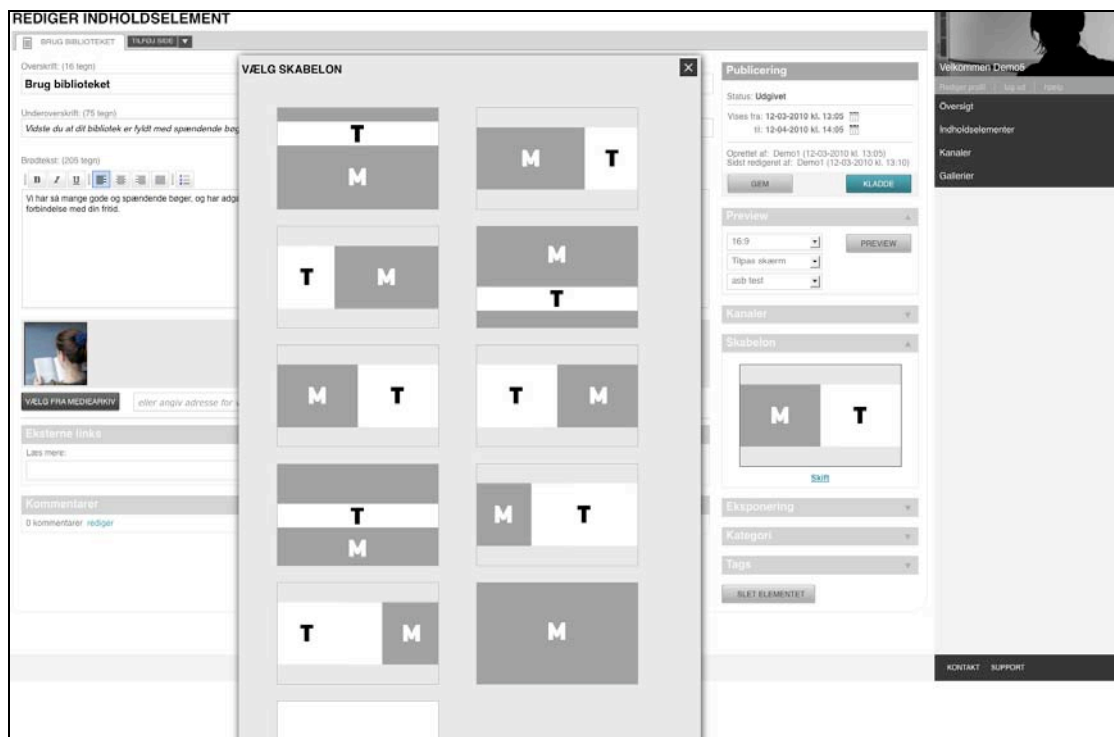 REDIGER INDHOLDSELEMENT
BRUG BIBLIOTEKET
TILFØJ SIDE
Overskrift: (16 tegn)
Brug biblioteket
Underoverskrift: (75 tegn)
Vidste du at dit bibliotek er fyldt med spændende bøg
Brødtekst: (205 tegn)
B I U
Vi har så mange gode og spændende bøger, og har adga
forbindelse med din fritid.
VÆLG FRA MEDIEARKIV
eller angiv adresse for v
Eksterne links
Læs mere:
Kommentarer
0 kommentarer rediger
VÆLG SKABELON
T
M
M T
T M
M
T
M T
T M
T
M
M T
T M
M
Publicering
Status: Udgivet
Vises fra: 12-03-2010 kl. 13:05
til: 12-04-2010 kl. 14:05
Oprettet af: Demo1 (12-03-2010 kl. 13:05)
Sidst redigeret af: Demo1 (12-03-2010 kl. 13:10)
GEM
KLADDE
Preview
16:9
PREVIEW
Tilpas skærm
asb test
Kanaler
Skabelon
M T
Skift
Eksponering
Kategori
Tags
SLET ELEMENTET
Velkommen Demo5
Rediger profil | log ud | hjælp
Oversigt
Indholdselementer
Kanaler
Gallerier
KONTAKT SUPPORT